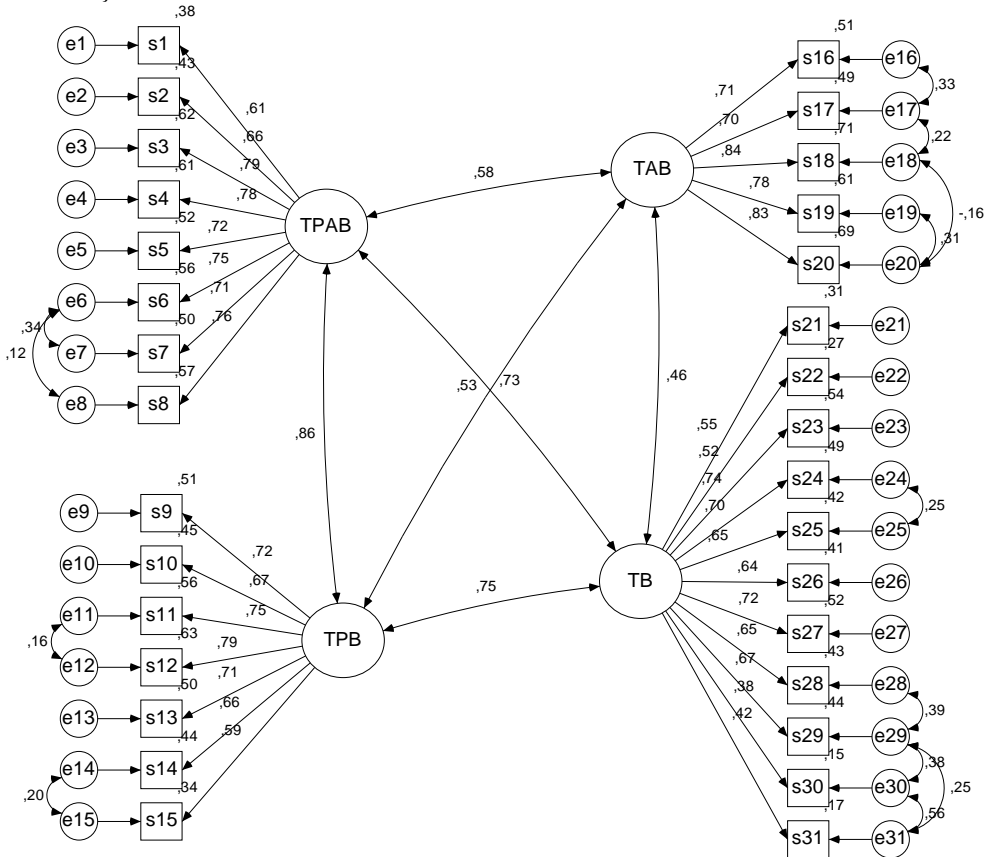 ,38
e1 s1
,43
e2 s2
,62
e3 s3
,61
e4 s4
,52
e5 s5
,56
e6 s6
,50
e7 s7
,57
e8 s8
,34
,12
,61
,66
,79
,78
,72
,75
,71
,76
TPAB
,58
TAB
,51
s16 e16
,49
s17 e17
,71
s18 e18
,61
s19 e19
,69
s20 e20
,71
,70
,84
,78
,83
,33
,22
-,16
,31
,86
,53
,73
,46
,51
e9 s9
,45
e10 s10
,56
e11 s11
,63
e12 s12
,50
e13 s13
,44
e14 s14
,34
e15 s15
,16
,20
,72
,67
,75
,79
,71
,66
,59
TPB
,75
TB
,31
s21 e21
,27
s22 e22
,54
s23 e23
,49
s24 e24
,42
s25 e25
,41
s26 e26
,52
s27 e27
,43
s28 e28
,44
s29 e29
,15
s30 e30
,17
s31 e31
,55
,52
,74
,70
,65
,64
,72
,65
,67
,38
,42
,25
,39
,38
,25
,56